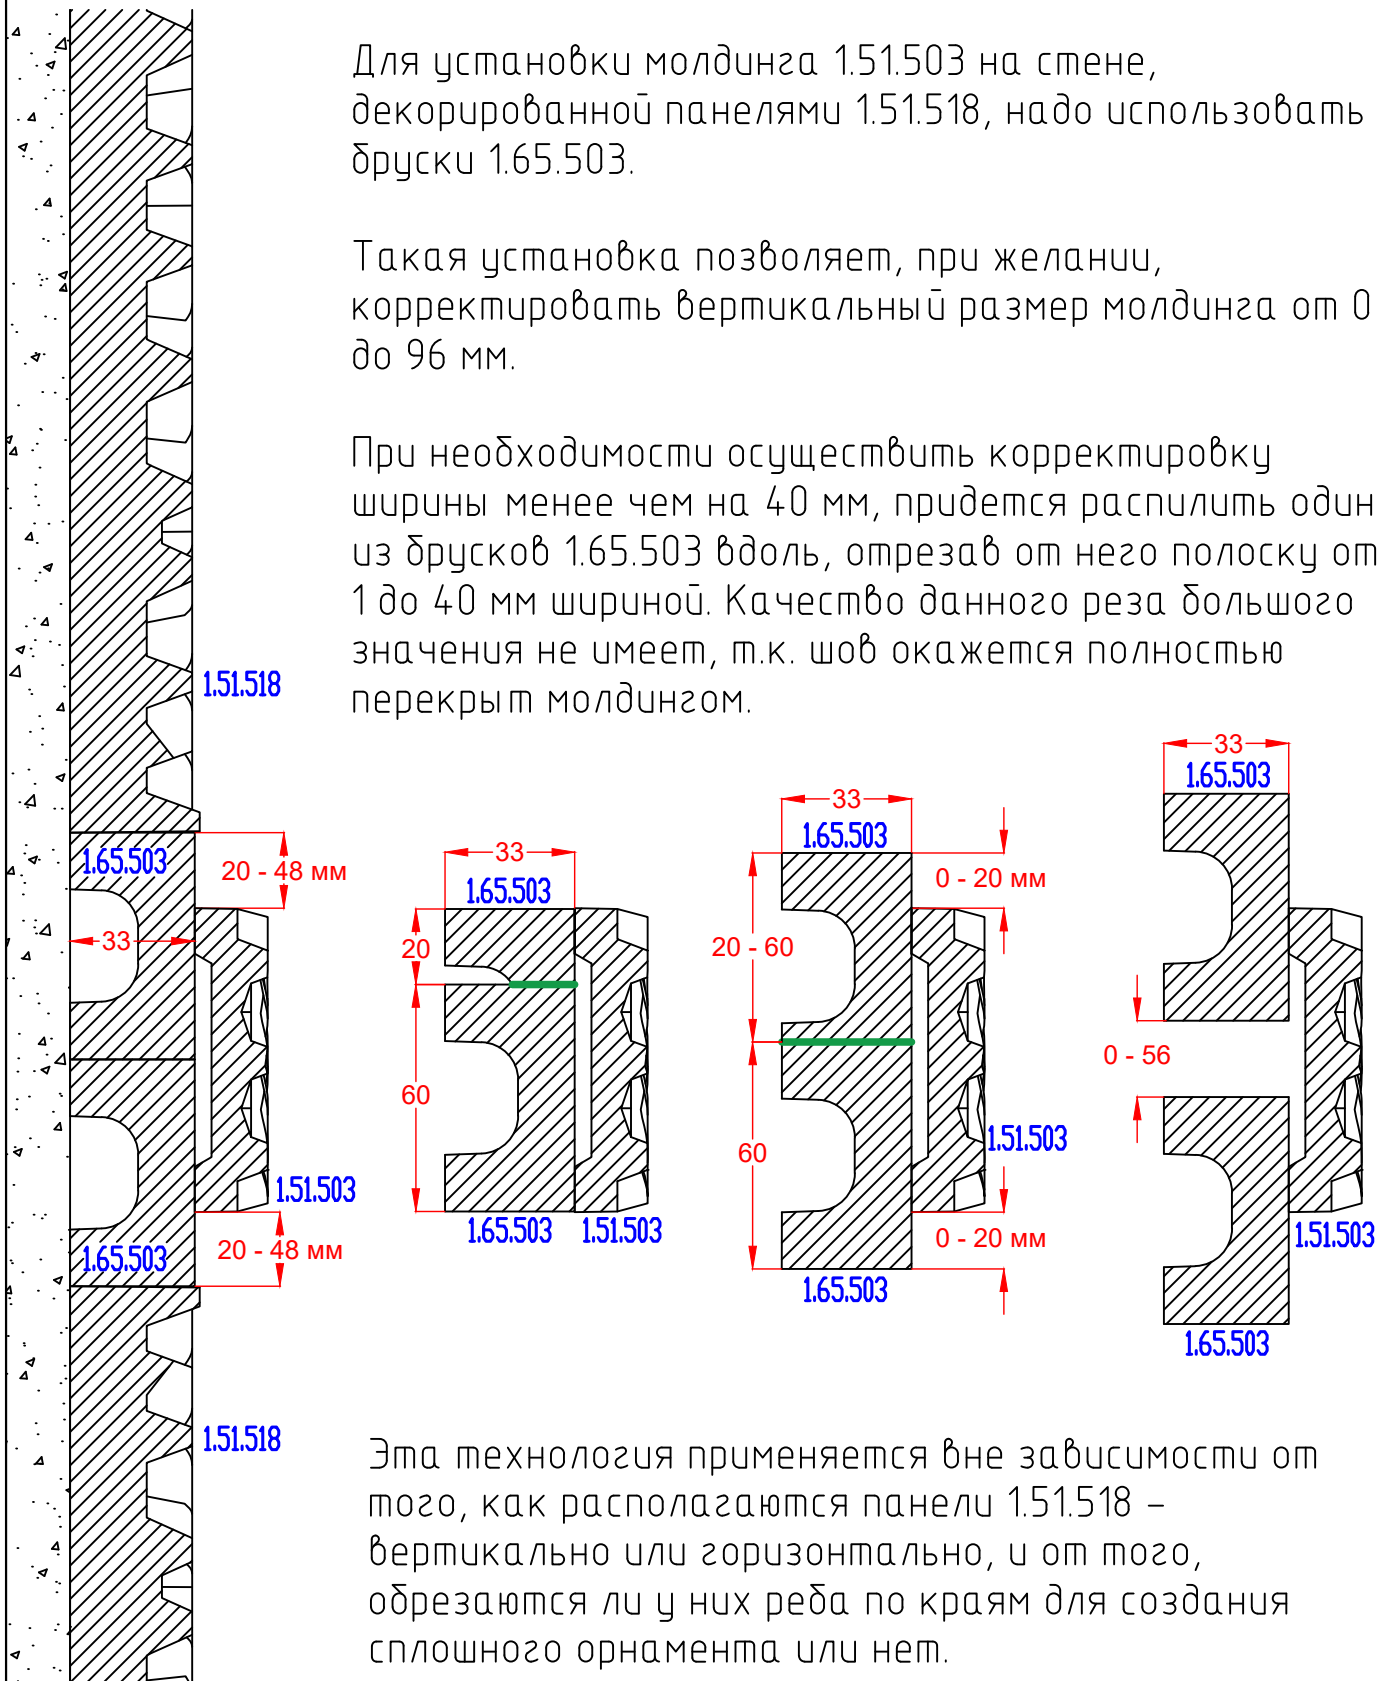 Для установки молдинга 1.51.503 на стене,
декорированной панелями 1.51.518, надо использовать
бруски 1.65.503.
Такая установка позволяет, при желании,
корректировать вертикальный размер молдинга от 0
до 96 мм.
При необходимости осуществить корректировку
ширины менее чем на 40 мм, придется распилить один
из брусков 1.65.503 вдоль, отрезав от него полоску от
1 до 40 мм шириной. Качество данного реза большого
значения не имеет, т.к. шов окажется полностью
перекрыт молдингом.
1.51.518
1.65.503
20 - 48 мм
33
1.51.503
1.65.503
20 - 48 мм
1.51.518
33
1.65.503
20
60
1.65.503
1.51.503
33
1.65.503
0 - 20 мм
20 - 60
60
1.51.503
0 - 20 мм
1.65.503
33
1.65.503
0 - 56
1.51.503
1.65.503
Эта технология применяется вне зависимости от
того, как располагаются панели 1.51.518 –
вертикально или горизонтально, и от того,
обрезаются ли у них реба по краям для создания
сплошного орнамента или нет.